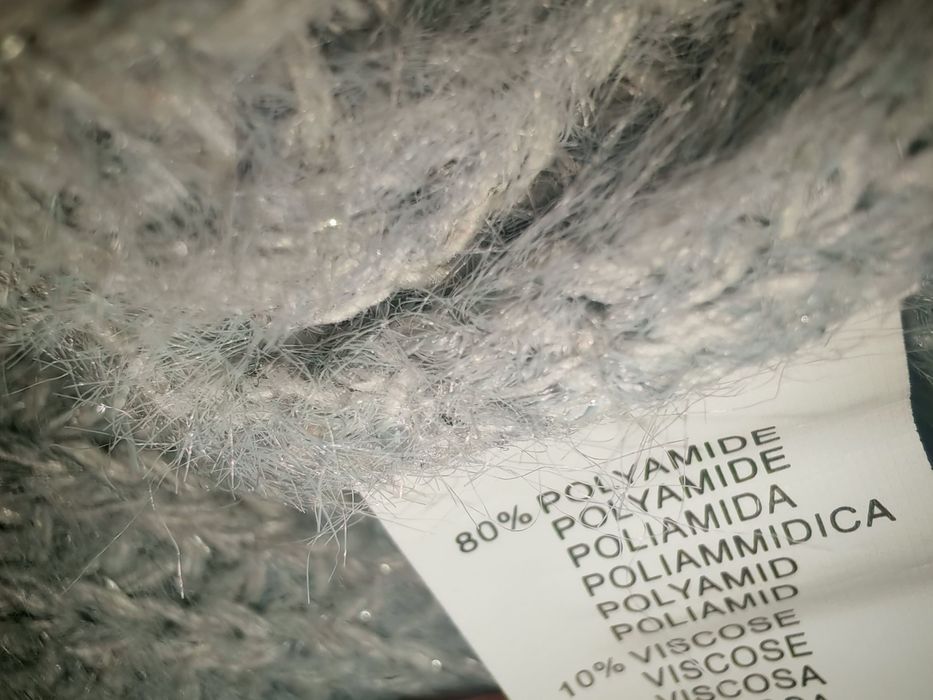 80% POLYAMIDE
POLYAMIDE
POLIAMIDA
POLIAMMIDICA
POLYAMID
POLIAMID
10% VISCOSE
VISCOSE
VISCOSA